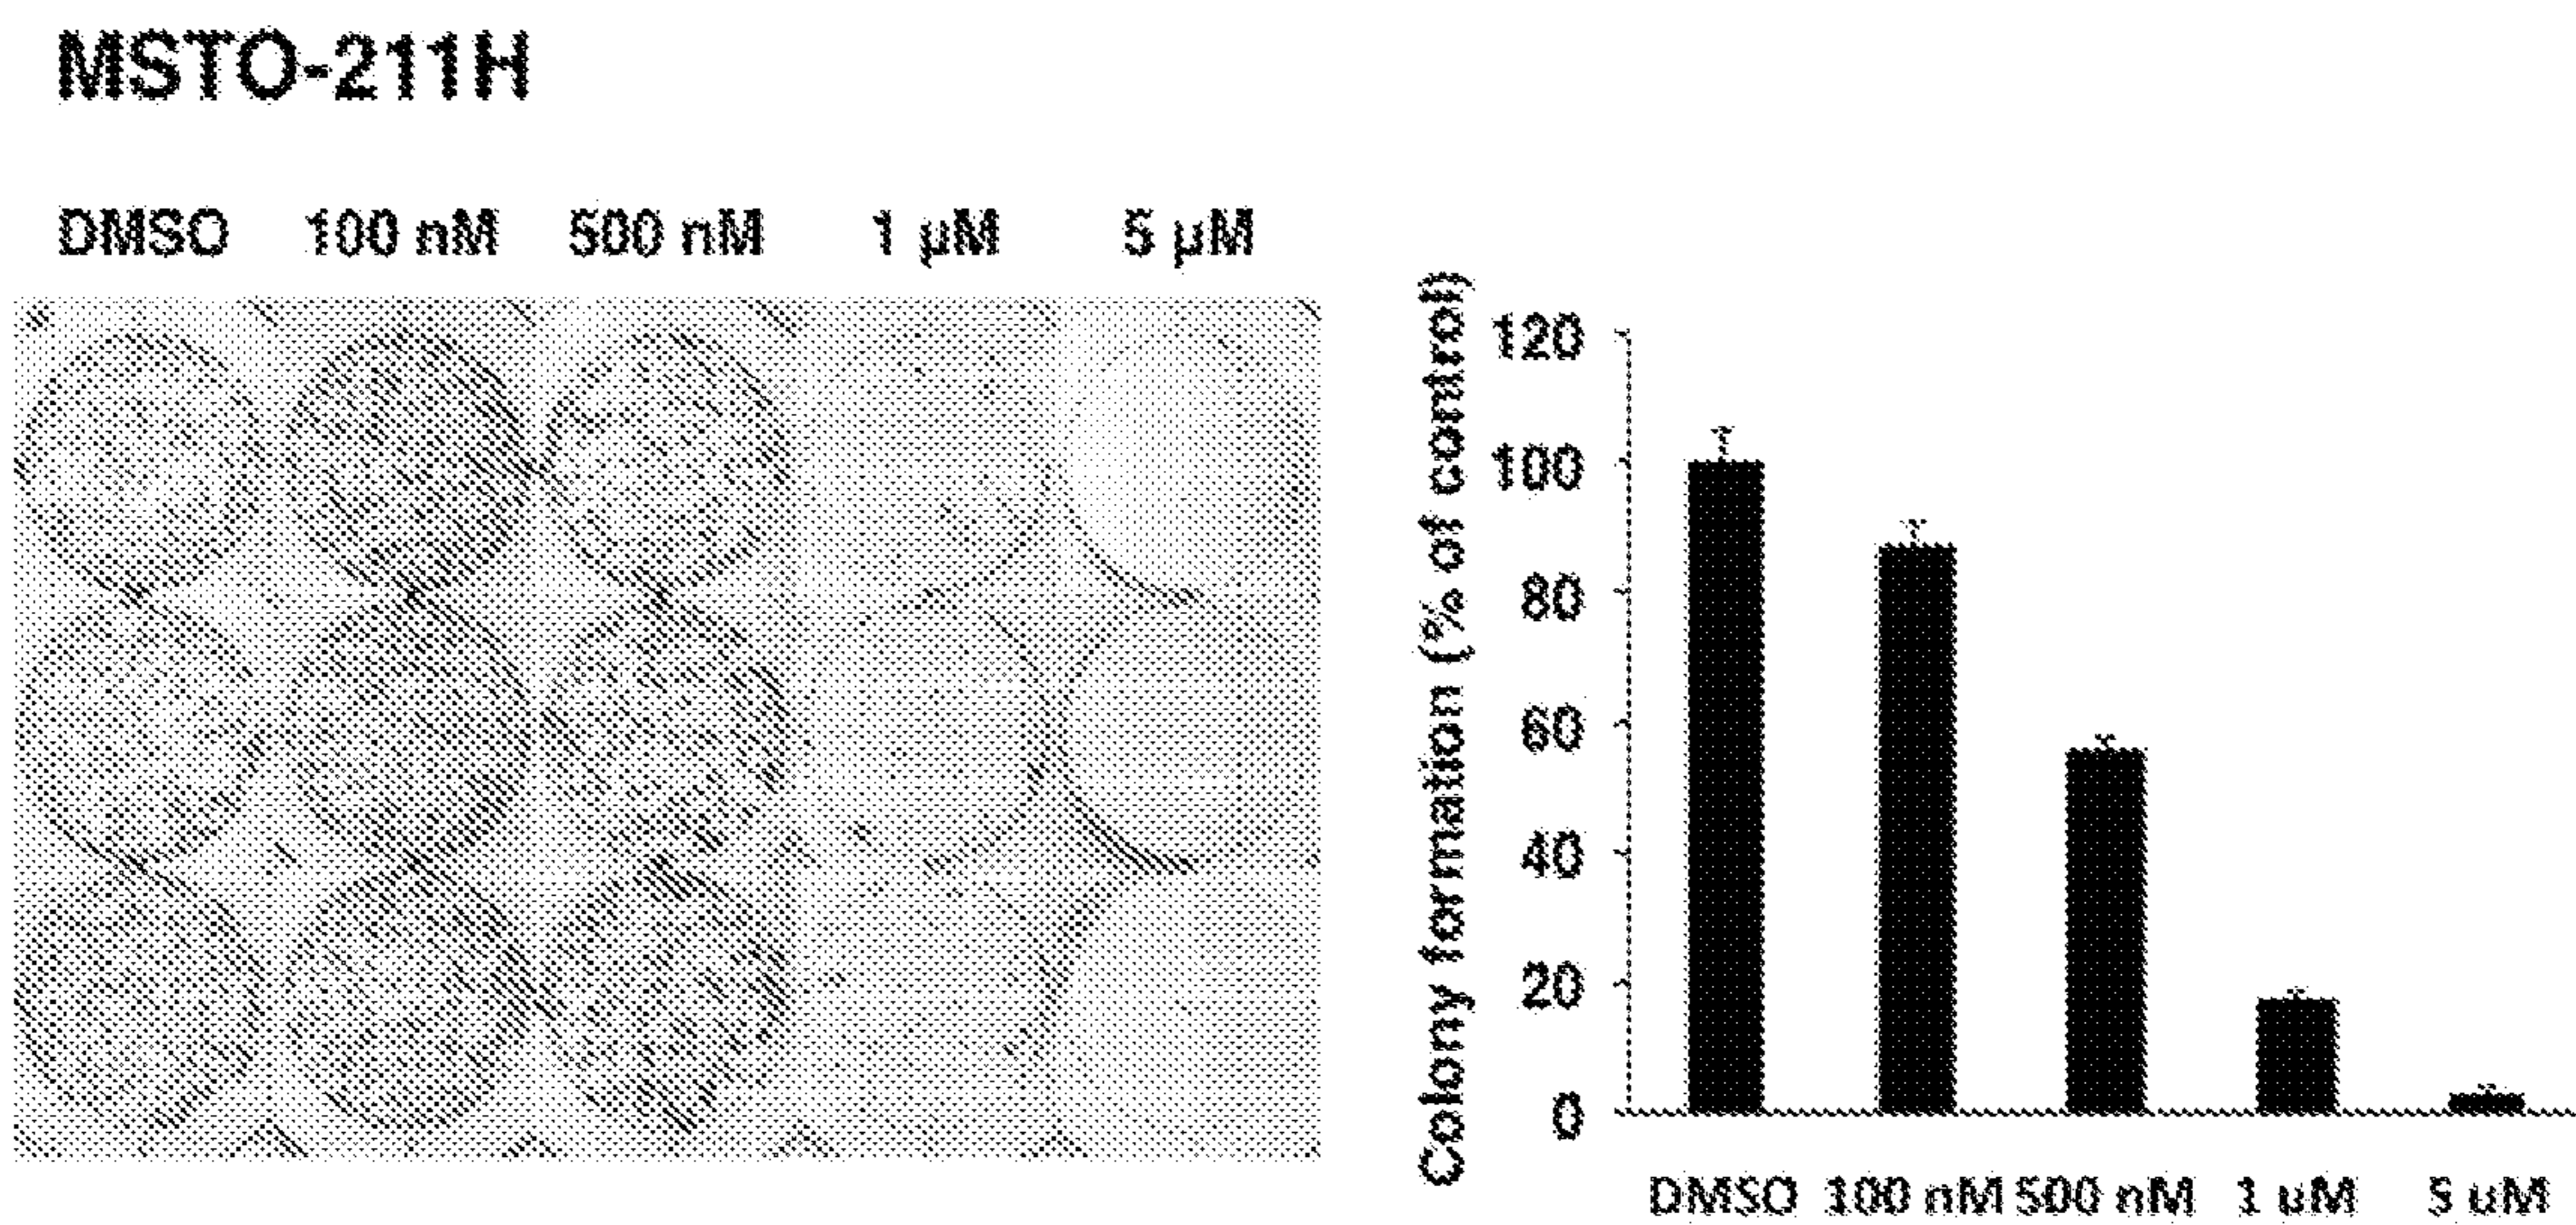 MSTO-211H
DMSO 100 nM 500 nM 1 µM 5 µM
Colony formation (% of control)
120
100
80
60
40
20
0
DMSO 100 nM 500 nM 1 uM 5 uM